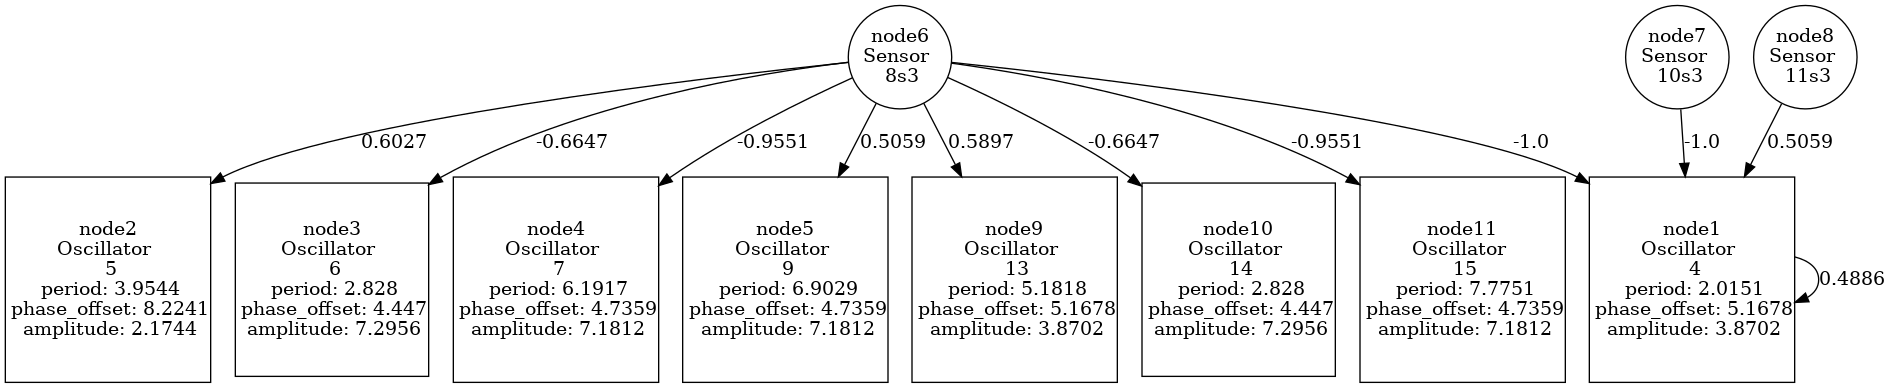 node6
Sensor
8s3
node7
Sensor
10s3
node8
Sensor
11s3
0.6027
-0.6647
-0.9551
0.5059
0.5897
-0.6647
-0.9551
-1.0
-1.0
0.5059
node2
Oscillator
5
period: 3.9544
phase_offset: 8.2241
amplitude: 2.1744
node3
Oscillator
6
period: 2.828
phase_offset: 4.447
amplitude: 7.2956
node4
Oscillator
7
period: 6.1917
phase_offset: 4.7359
amplitude: 7.1812
node5
Oscillator
9
period: 6.9029
phase_offset: 4.7359
amplitude: 7.1812
node9
Oscillator
13
period: 5.1818
phase_offset: 5.1678
amplitude: 3.8702
node10
Oscillator
14
period: 2.828
phase_offset: 4.447
amplitude: 7.2956
node11
Oscillator
15
period: 7.7751
phase_offset: 4.7359
amplitude: 7.1812
node1
Oscillator
4
period: 2.0151
phase_offset: 5.1678
amplitude: 3.8702
0.4886